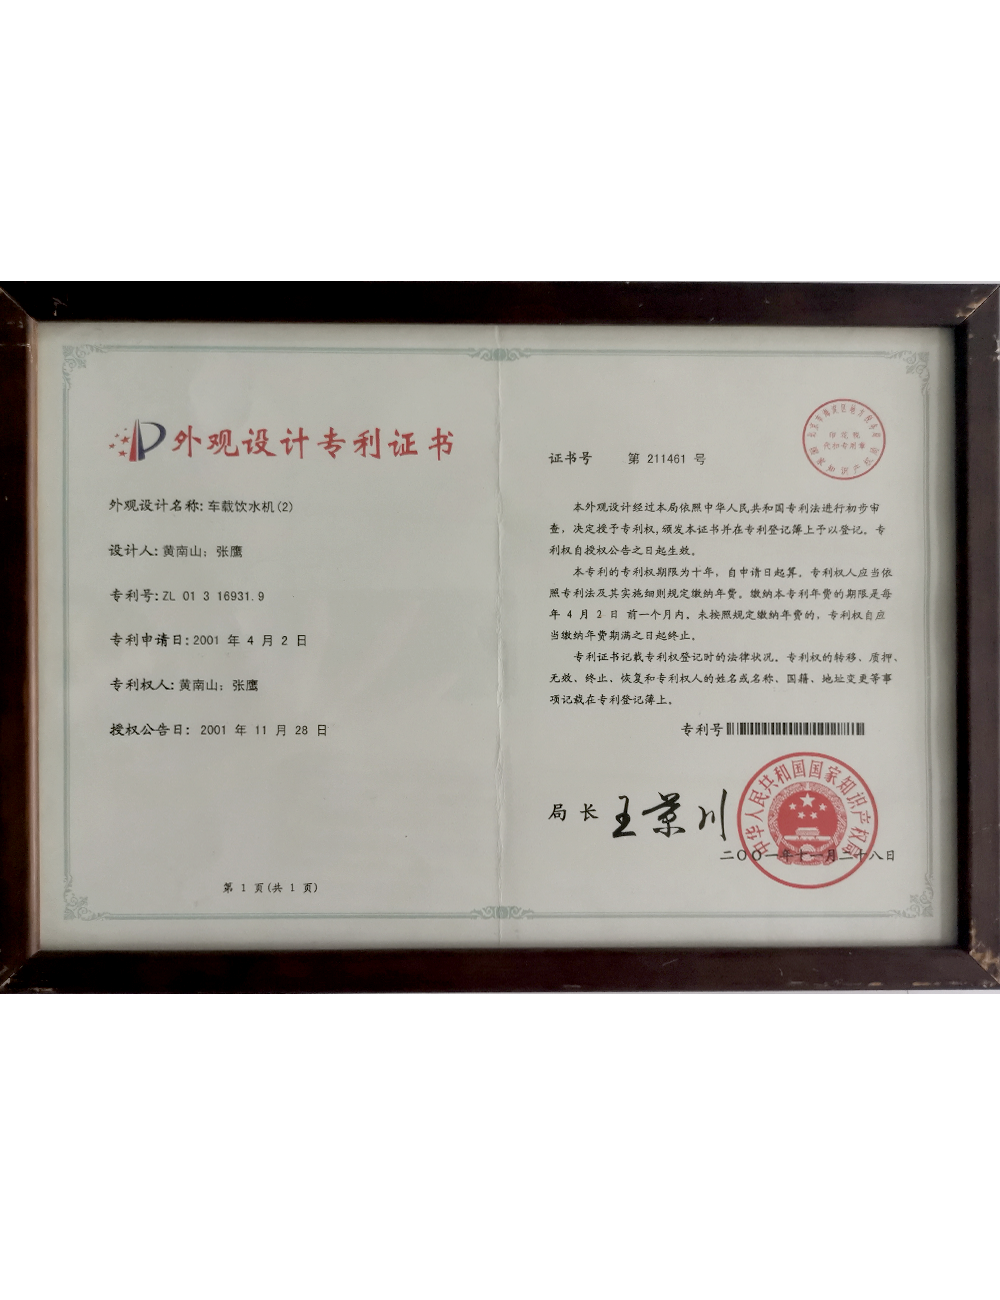 外观设计专利证书
外观设计名称: 车载饮水机(2)
设计人: 黄南山; 张鹰
专利号: ZL 01 3 16931.9
专利申请日: 2001 年 4 月 2 日
专利权人: 黄南山; 张鹰
授权公告日: 2001 年 11 月 28 日
第 1 页(共 1 页)
证书号 第 211461 号
国家知识产权局
代扣专用章
本外观设计经过本局依照中华人民共和国专利法进行初步审
查，决定授予专利权,颁发本证书并在专利登记簿上予以登记。专
利权自授权公告之日起生效。
本专利的专利权期限为十年，自申请日起算。专利权人应当依
照专利法及其实施细则规定缴纳年费。缴纳本专利年费的期限是每
年 4 月 2 日 前一个月内。未按照规定缴纳年费的，专利权自应
当缴纳年费期满之日起终止。
专利证书记载专利权登记时的法律状况。专利权的转移、质押、
无效、终止、恢复和专利权人的姓名或名称、国籍、地址变更等事
项记载在专利登记簿上。
专利号
局长 王景川
中华人民共和国国家知识产权局
二〇〇一年十一月二十八日